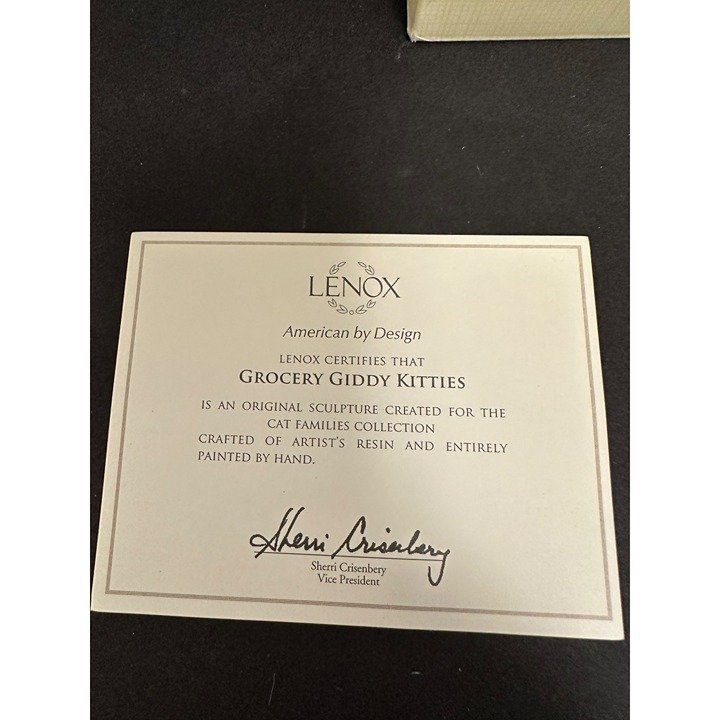 LENOX
American by Design
LENOX CERTIFIES THAT
GROCERY GIDDY KITTIES
IS AN ORIGINAL SCULPTURE CREATED FOR THE
CAT FAMILIES COLLECTION
CRAFTED OF ARTIST'S RESIN AND ENTIRELY
PAINTED BY HAND.
Sherri Crisenbery
Sherri Crisenbery
Vice President